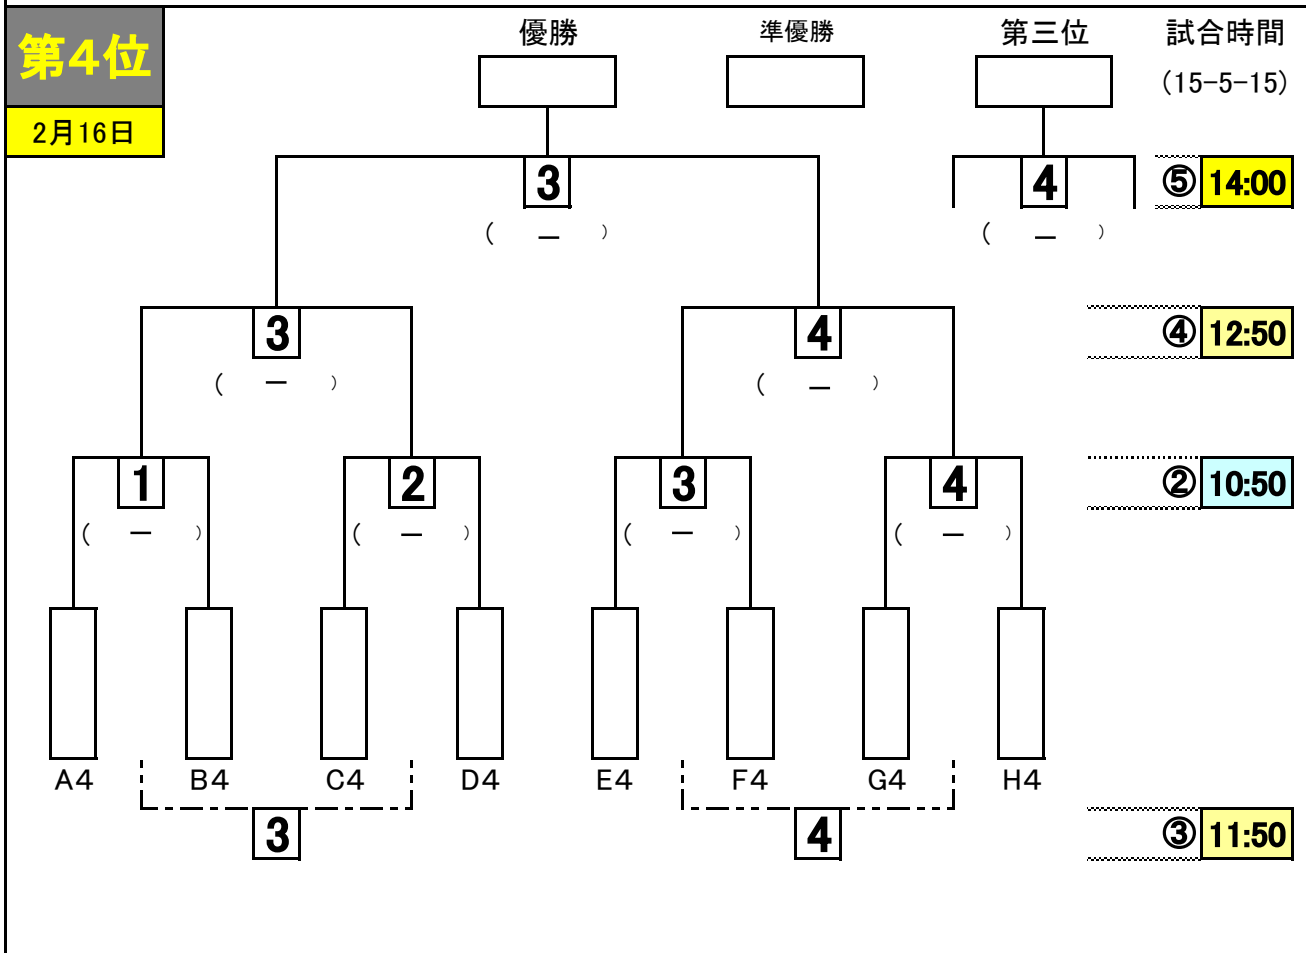 第4位
優勝 準優勝 第三位 試合時間
(15-5-15)
2月16日
3 4 ⑤ 14:00
( ー ) ( ー )
3 4 ④ 12:50
( ー ) ( ー )
1 2 3 4 ② 10:50
( ー ) ( ー ) ( ー ) ( ー )
A4 B4 C4 D4 E4 F4 G4 H4
3 4 ③ 11:50